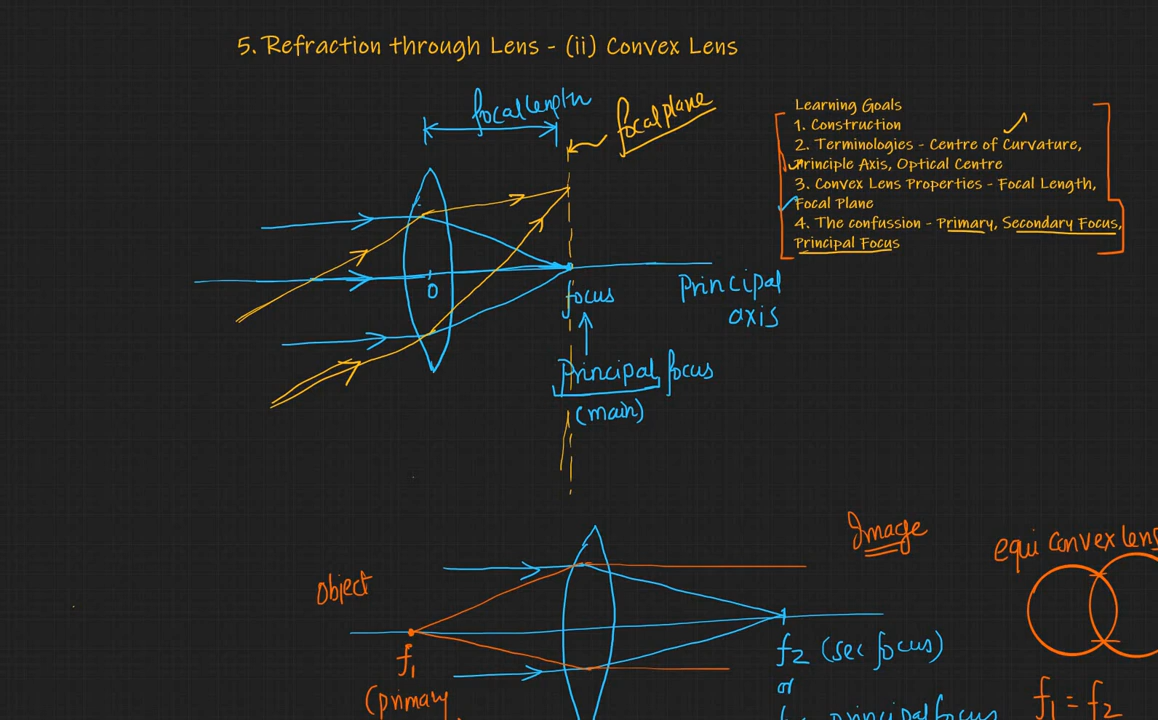 5. Refraction through Lens - (ii) Convex Lens
focal length
focal plane
Learning Goals
1. Construction
2. Terminologies - Centre of Curvature,
Principle Axis, Optical Centre
3. Convex Lens Properties - Focal Length,
Focal Plane
4. The confussion - Primary, Secondary Focus,
Principal Focus
O
focus
Principal
axis
Principal focus
(main)
Image
equi convex lens
Object
f1
(primary
f2 (sec focus)
or
principal focus
f1 = f2